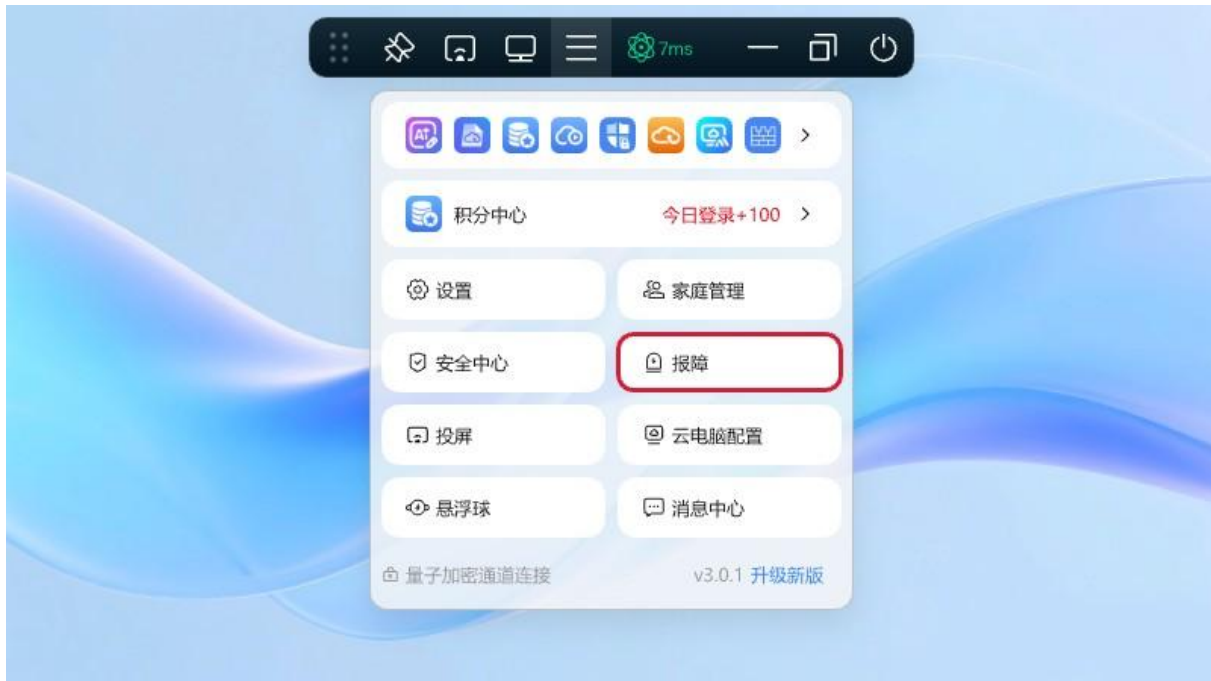 7ms
积分中心 今日登录+100
设置 家庭管理
安全中心 报障
投屏 云电脑配置
悬浮球 消息中心
量子加密通道连接 v3.0.1 升级新版